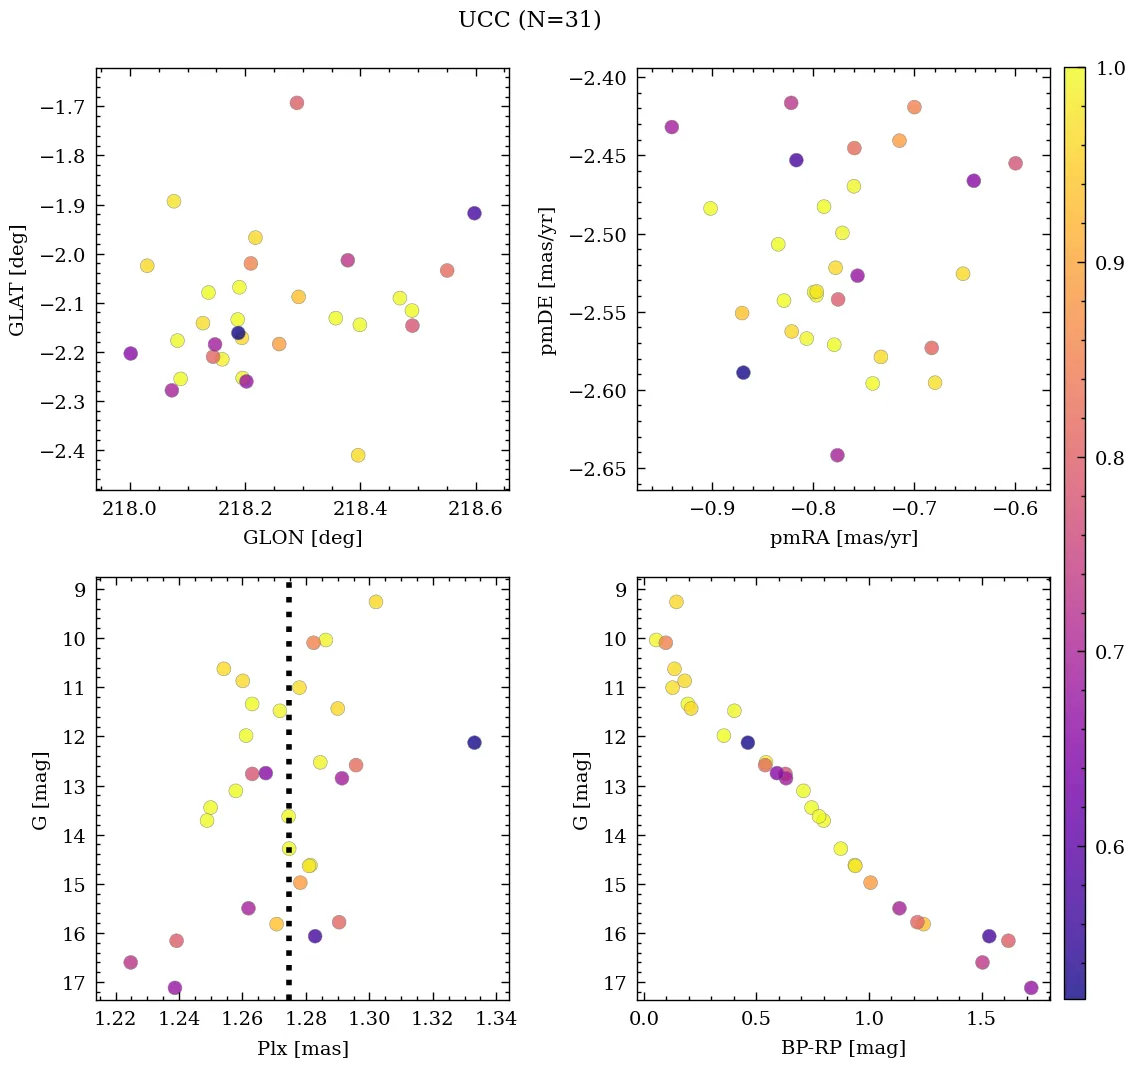 UCC (N=31)
−1.7
−1.8
−1.9
−2.0
−2.1
−2.2
−2.3
−2.4
GLAT [deg]
218.0 218.2 218.4 218.6
GLON [deg]
−2.40
−2.45
−2.50
−2.55
−2.60
−2.65
pmDE [mas/yr]
−0.9 −0.8 −0.7 −0.6
pmRA [mas/yr]
9
10
11
12
13
14
15
16
17
G [mag]
1.22 1.24 1.26 1.28 1.30 1.32 1.34
Plx [mas]
9
10
11
12
13
14
15
16
17
G [mag]
0.0 0.5 1.0 1.5
BP-RP [mag]
1.0
0.9
0.8
0.7
0.6